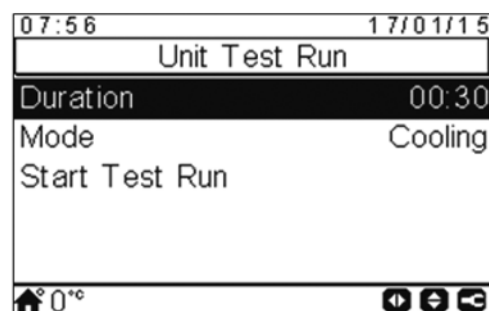 07:56 17/01/15
Unit Test Run
Duration 00:30
Mode Cooling
Start Test Run
0°C